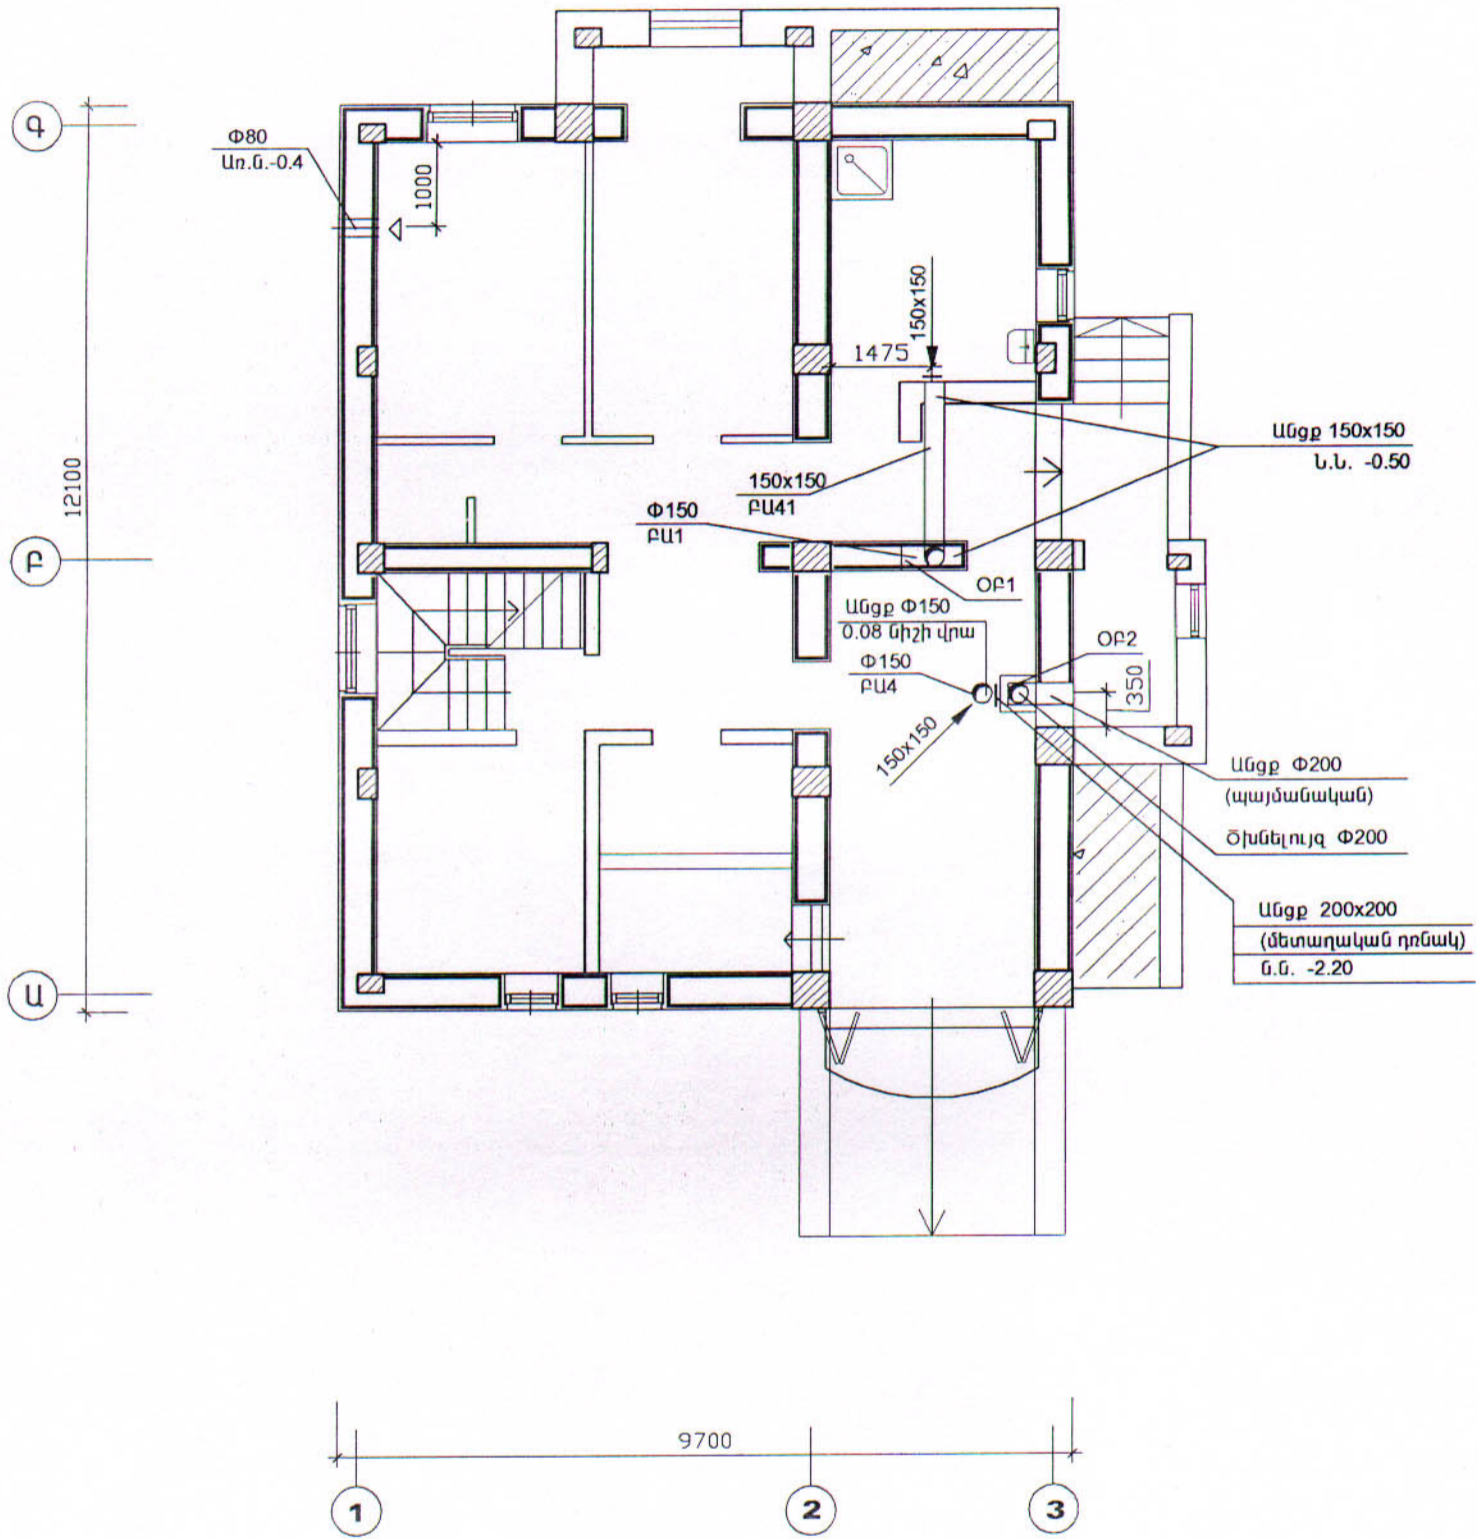 Գ
Φ80
Առ.Ն.-0.4
1000
150x150
1475
12100
Անցք 150x150
Ն.Ն. -0.50
150x150
ԲԱ41
Φ150
ԲԱ1
Բ
ՕԲ1
Անցք Φ150
0.08 նիշի վրա
ՕԲ2
Φ150
ԲԱ4
350
150x150
Անցք Φ200
(պայմանական)
Ծխնելույզ Φ200
Անցք 200x200
(մետաղական դռնակ)
Ն.Ն. -2.20
Ա
9700
1
2
3